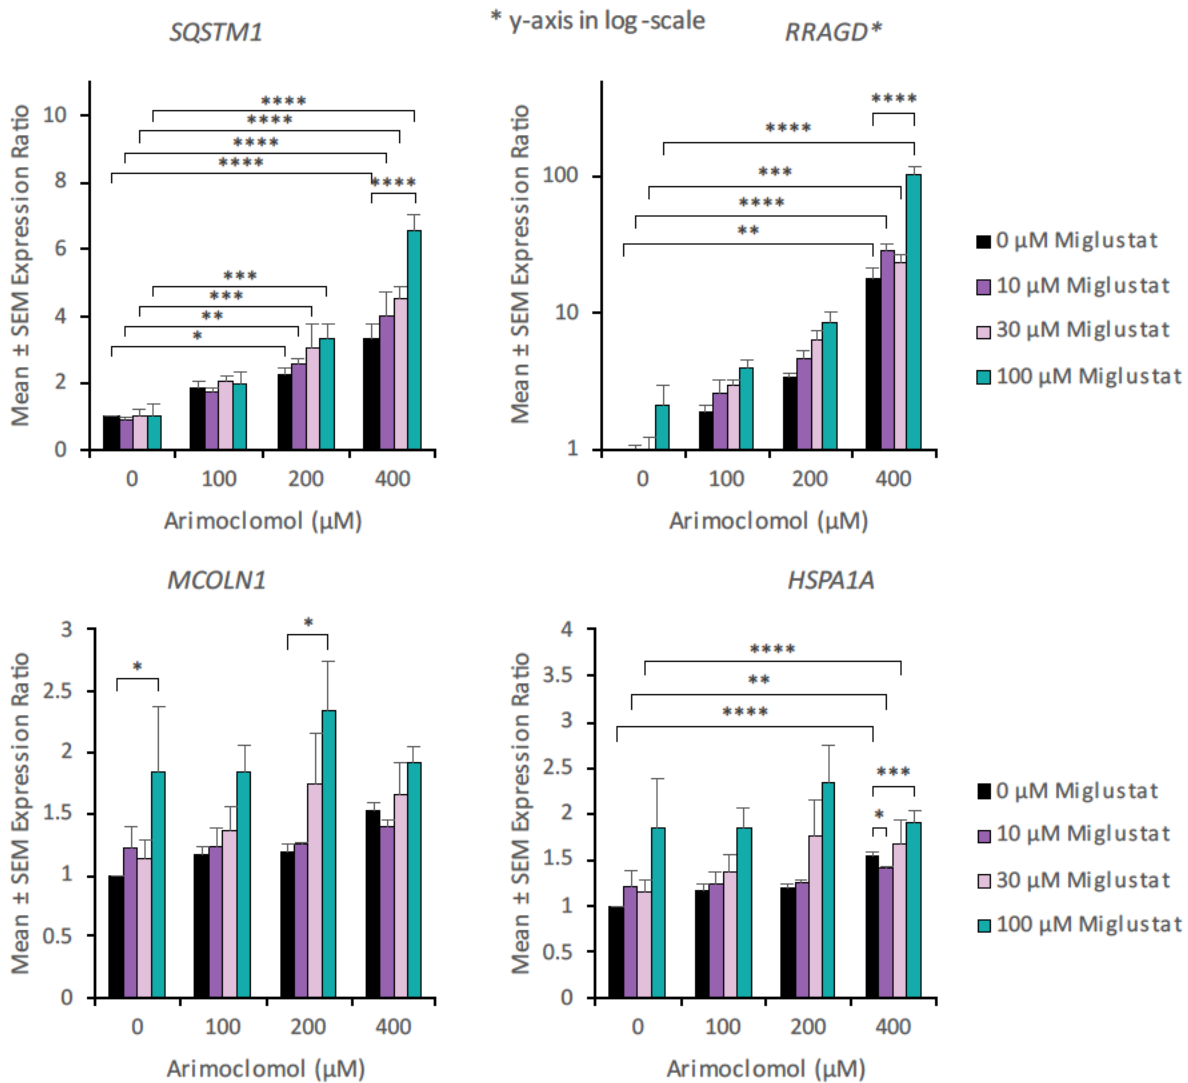 SQSTM1
* y-axis in log-scale
RRAGD*
Mean ± SEM Expression Ratio
10
8
6
4
2
0
****
****
****
****
****
***
***
**
*
0 100 200 400
Arimoclomol (µM)
Mean ± SEM Expression Ratio
100
10
1
****
****
***
****
**
0 100 200 400
Arimoclomol (µM)
0 µM Miglustat
10 µM Miglustat
30 µM Miglustat
100 µM Miglustat
MCOLN1
Mean ± SEM Expression Ratio
3
2.5
2
1.5
1
0.5
0
*
*
0 100 200 400
Arimoclomol (µM)
HSPA1A
Mean ± SEM Expression Ratio
4
3.5
3
2.5
2
1.5
1
0.5
0
****
**
****
***
*
0 100 200 400
Arimoclomol (µM)
0 µM Miglustat
10 µM Miglustat
30 µM Miglustat
100 µM Miglustat